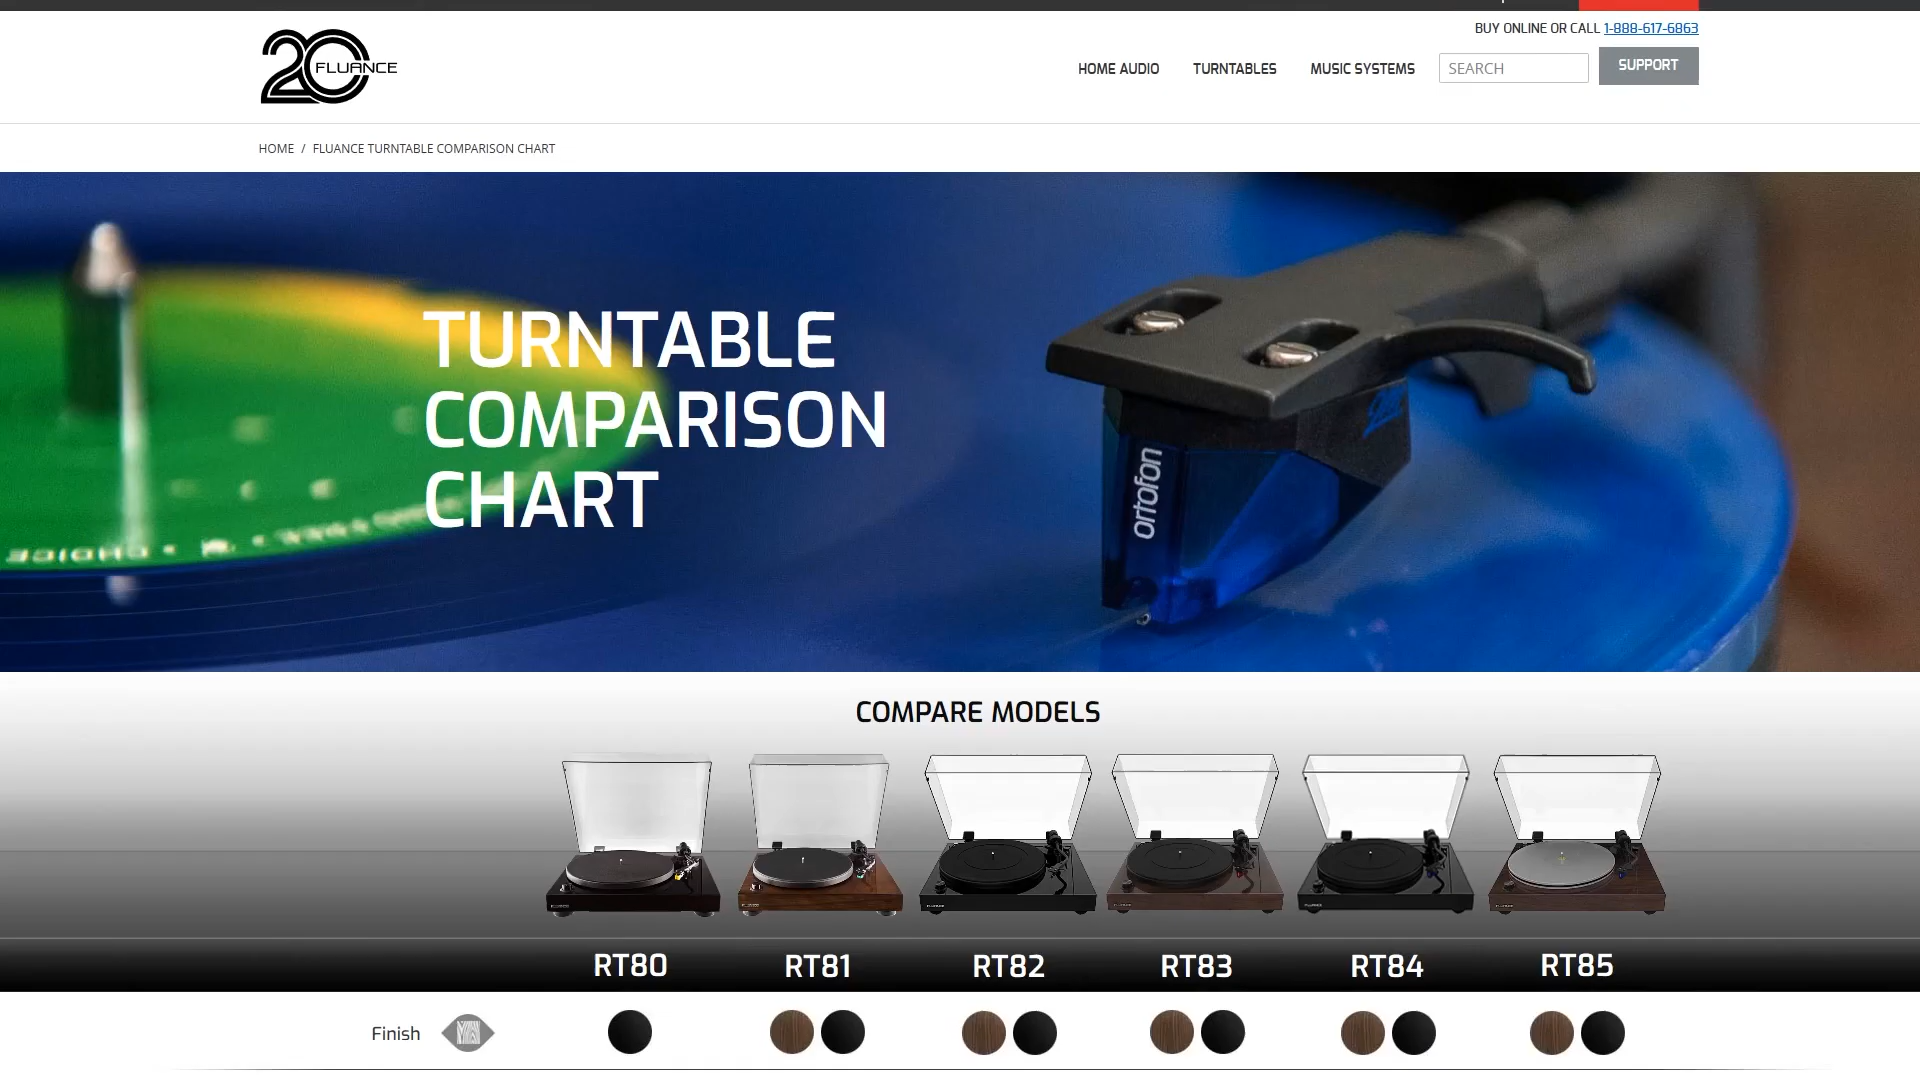 20 FLUANCE
BUY ONLINE OR CALL 1-888-617-6863
HOME AUDIO
TURNTABLES
MUSIC SYSTEMS
SEARCH
SUPPORT
HOME / FLUANCE TURNTABLE COMPARISON CHART
TURNTABLE
COMPARISON
CHART
ortofon
CHOICE
COMPARE MODELS
RT80
RT81
RT82
RT83
RT84
RT85
Finish